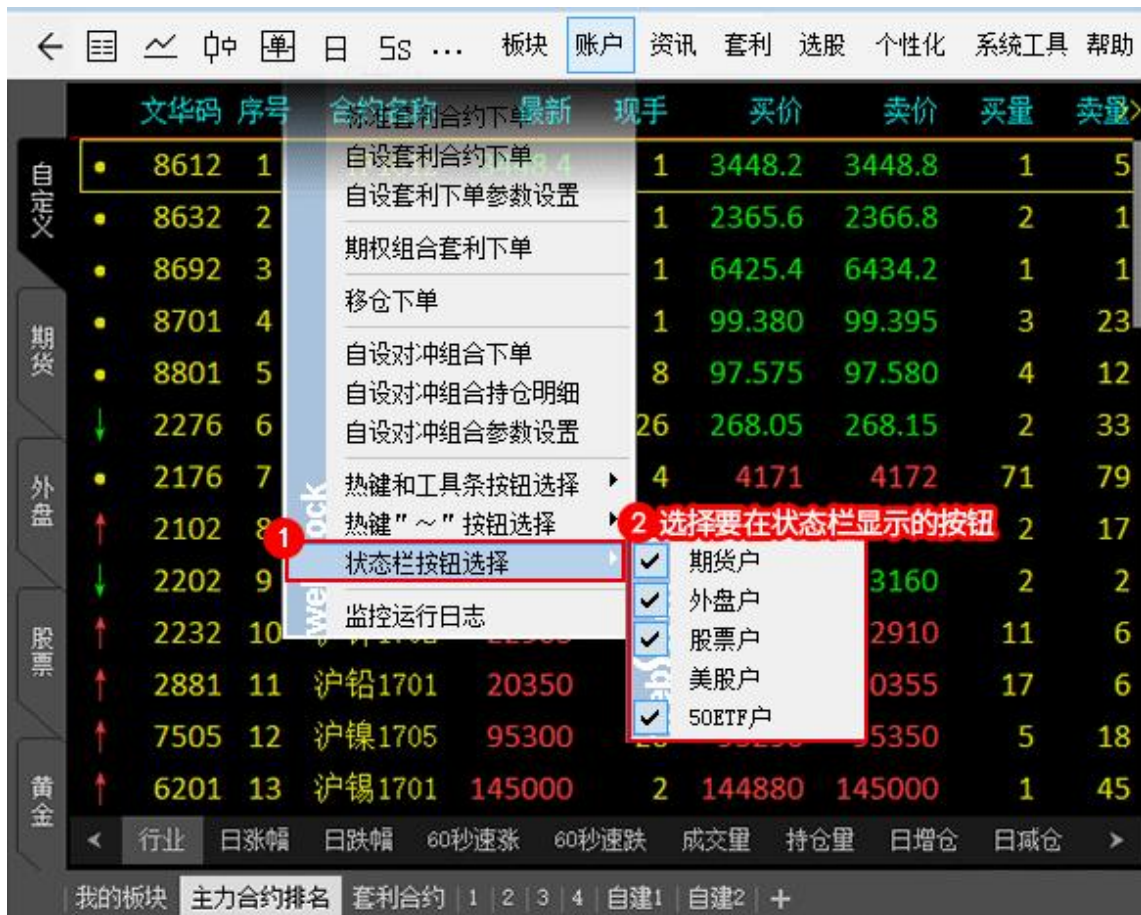 单 日 5s ... 板块 账户 资讯 套利 选股 个性化 系统工具 帮助
文华码 序号 合约名称 最新 现手 买价 卖价 买量 卖量
标准套利合约下单
自设套利合约下单
自设套利下单参数设置
期权组合套利下单
移仓下单
自设对冲组合下单
自设对冲组合持仓明细
自设对冲组合参数设置
热键和工具条按钮选择
热键"~"按钮选择
状态栏按钮选择
监控运行日志
1
2 选择要在状态栏显示的按钮
期货户
外盘户
股票户
美股户
50ETF户
自定义
期货
外盘
股票
黄金
8612 1 1 3448.2 3448.8 1 5
8632 2 1 2365.6 2366.8 2 1
8692 3 1 6425.4 6434.2 1 1
8701 4 1 99.380 99.395 3 23
8801 5 8 97.575 97.580 4 12
2276 6 26 268.05 268.15 2 33
2176 7 4 4171 4172 71 79
2102 8 2 17
2202 9 3160 2 2
2232 10 2910 11 6
2881 11 沪铅1701 20350 0355 17 6
7505 12 沪镍1705 95300 95350 5 18
6201 13 沪锡1701 145000 2 144880 145000 1 45
< 行业 日涨幅 日跌幅 60秒速涨 60秒速跌 成交量 持仓量 日增仓 日减仓 >
我的板块 主力合约排名 套利合约 1 2 3 4 自建1 自建2 +